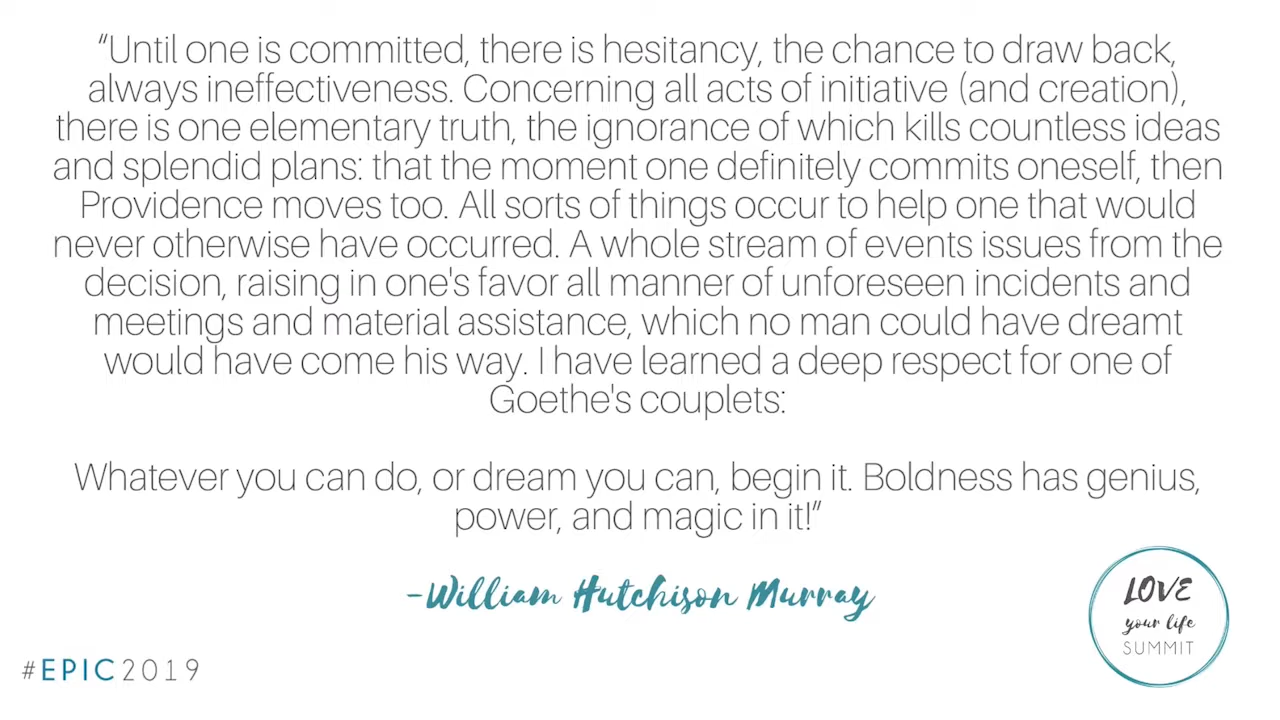 “Until one is committed, there is hesitancy, the chance to draw back,
always ineffectiveness. Concerning all acts of initiative (and creation),
there is one elementary truth, the ignorance of which kills countless ideas
and splendid plans: that the moment one definitely commits oneself, then
Providence moves too. All sorts of things occur to help one that would
never otherwise have occurred. A whole stream of events issues from the
decision, raising in one's favor all manner of unforeseen incidents and
meetings and material assistance, which no man could have dreamt
would have come his way. I have learned a deep respect for one of
Goethe's couplets:
Whatever you can do, or dream you can, begin it. Boldness has genius,
power, and magic in it!”
-William Hutchison Murray
LOVE
your life
SUMMIT
#EPIC2019